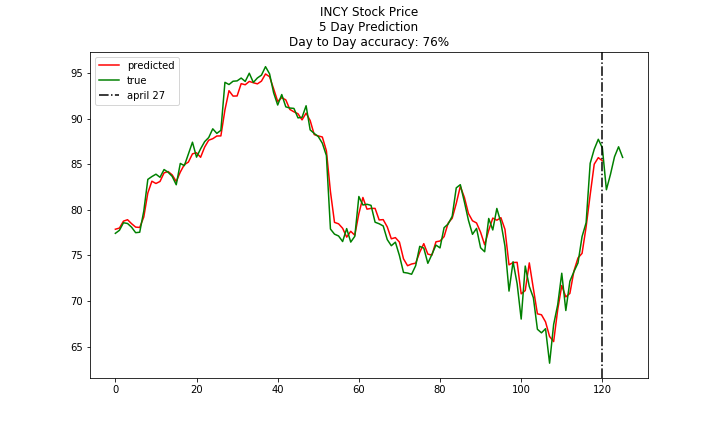 INCY Stock Price
5 Day Prediction
Day to Day accuracy: 76%
predicted
true
april 27
95
90
85
80
75
70
65
0 20 40 60 80 100 120